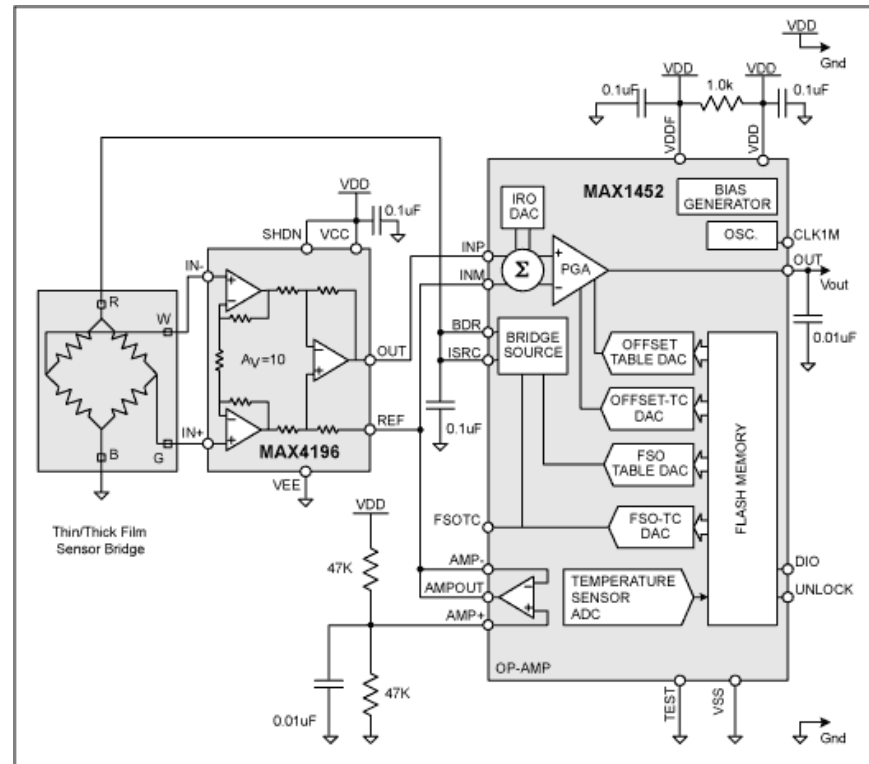 VDD
Gnd
VDD
VDD
0.1uF
1.0k
0.1uF
VDDF
VDD
MAX1452
BIAS
GENERATOR
IRO
DAC
OSC.
CLK1M
VDD
0.1uF
SHDN
VCC
INP
INM
Σ
+
−
PGA
OUT
Vout
0.01uF
IN-
+
−
R
W
BDR
ISRC
BRIDGE
SOURCE
OFFSET
TABLE DAC
AV=10
−
+
OUT
OFFSET-TC
DAC
REF
0.1uF
IN+
−
+
B
G
MAX4196
FSO
TABLE DAC
FLASH MEMORY
VEE
VDD
FSOTC
FSO-TC
DAC
Thin/Thick Film
Sensor Bridge
47K
AMP-
AMPOUT
AMP+
−
+
TEMPERATURE
SENSOR
ADC
DIO
UNLOCK
0.01uF
47K
OP-AMP
TEST
VSS
Gnd